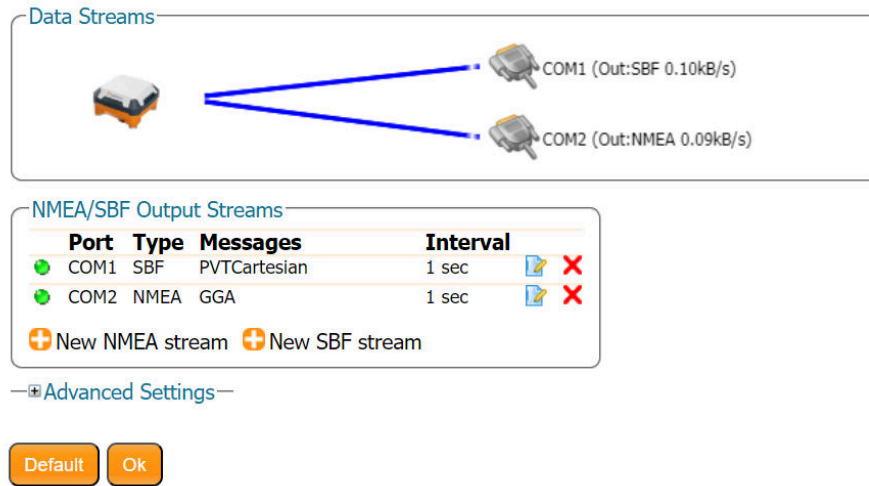 Data Streams
COM1 (Out:SBF 0.10kB/s)
COM2 (Out:NMEA 0.09kB/s)
NMEA/SBF Output Streams
Port Type Messages Interval
COM1 SBF PVTCartesian 1 sec
COM2 NMEA GGA 1 sec
New NMEA stream New SBF stream
Advanced Settings
Default Ok